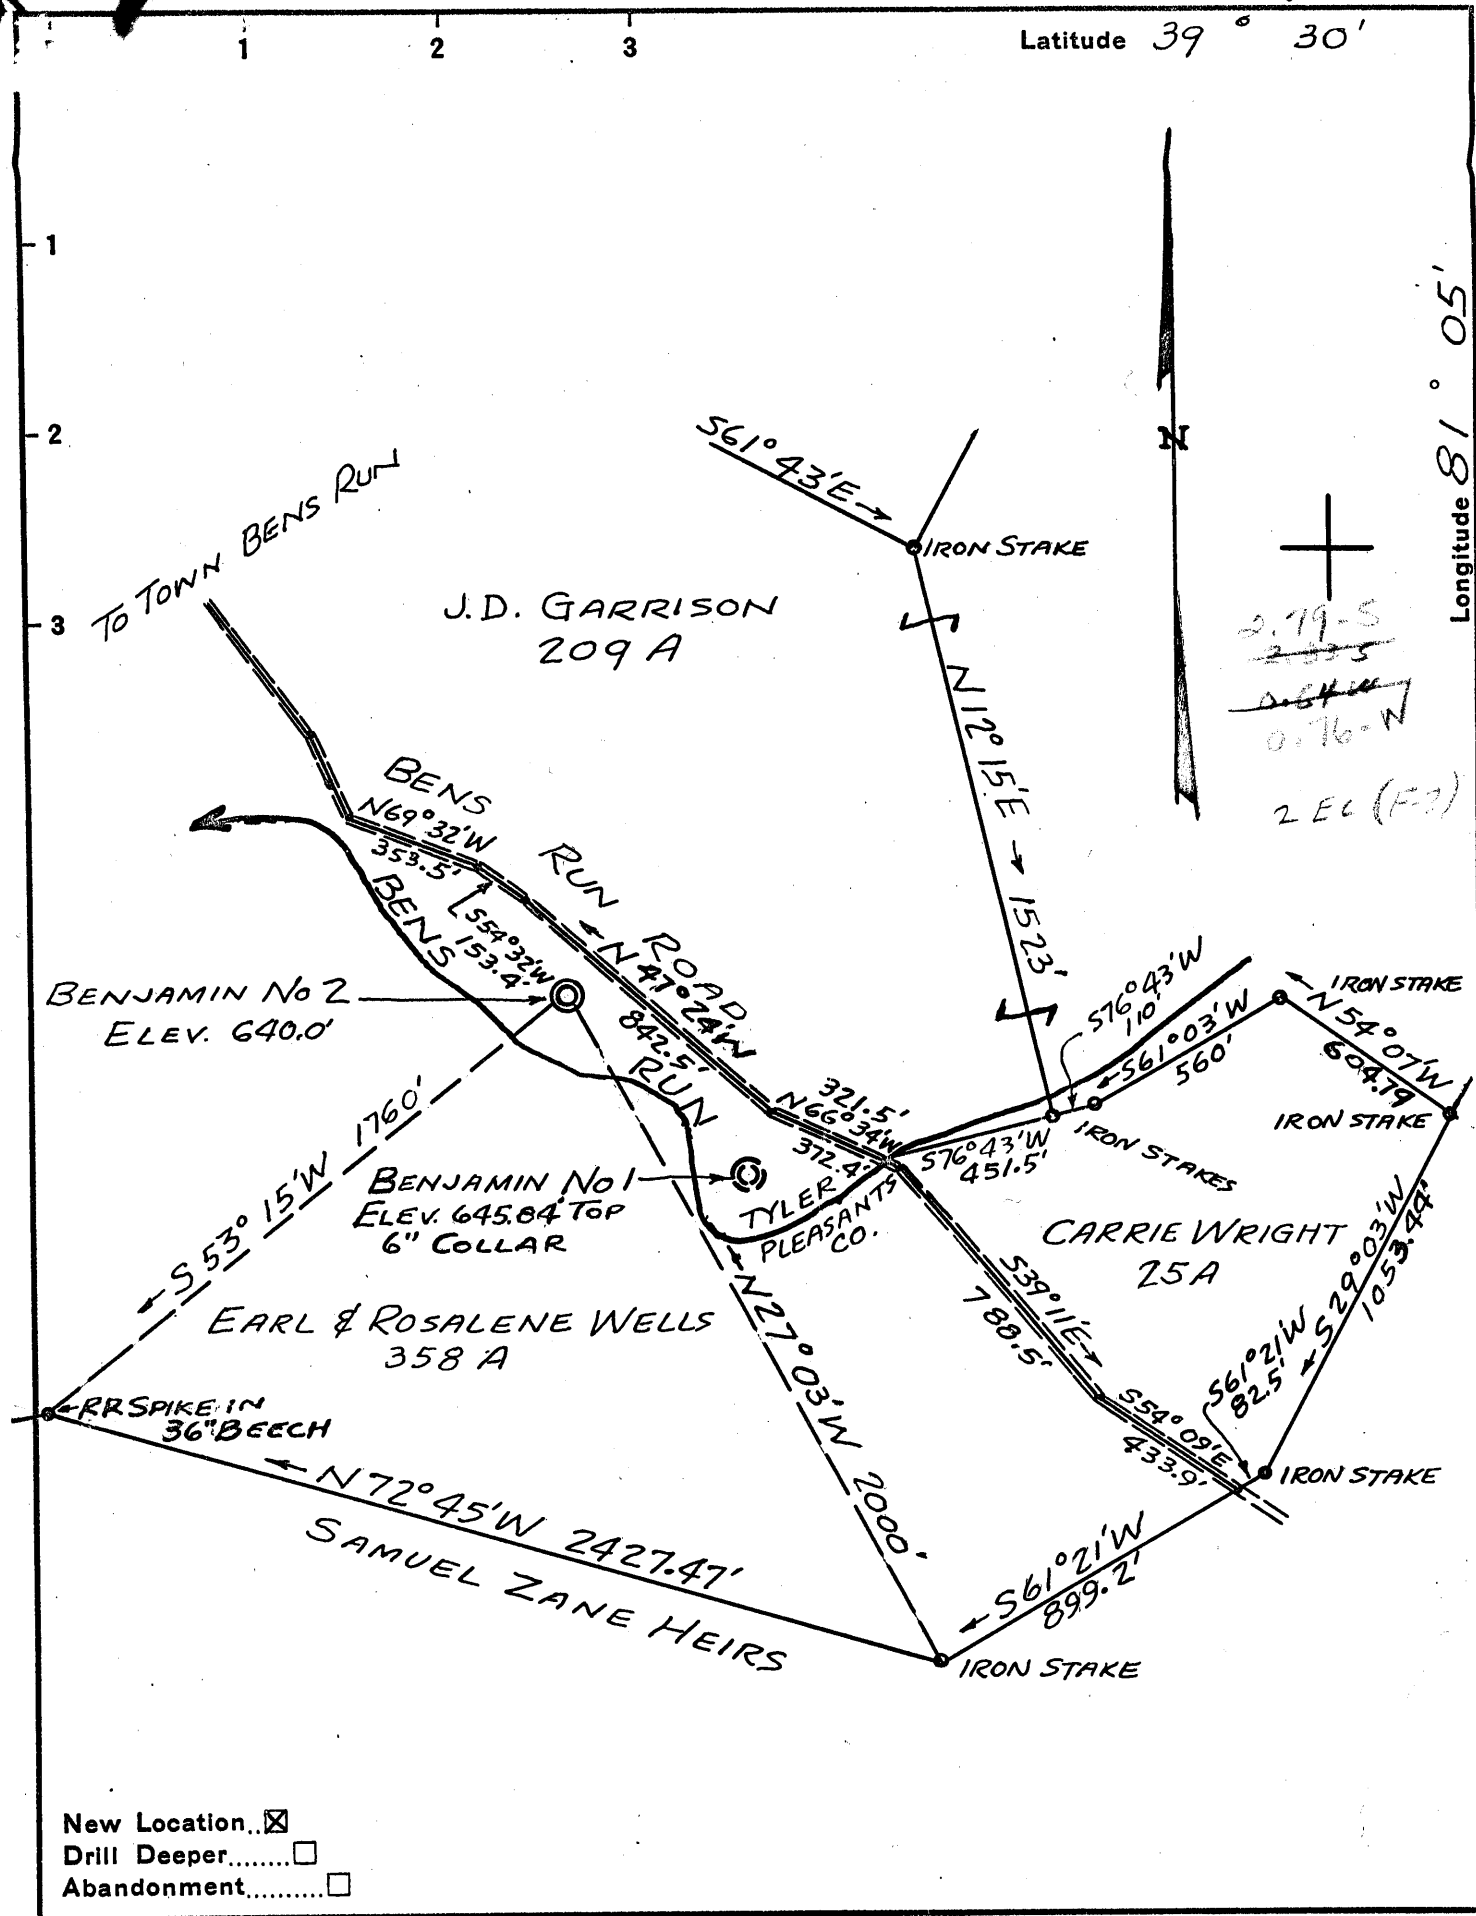 1 2 3
Latitude 39° 30'
1
2
3
Longitude 81° 05'
N
S61°43'E
IRON STAKE
TO TOWN BENS RUN
J.D. GARRISON
209 A
2.79-S
0.76-W
N12°15'E 1523'
BENS RUN ROAD
N69°32'W
353.5'
S54°32'W
153.4'
BENS RUN
N47°24'W
842.5'
BENJAMIN No 2
ELEV. 640.0'
S76°43'W
110'
S61°03'W
560'
IRON STAKE
N54°07'W
604.79
IRON STAKE
321.5'
N66°34'W
372.4'
S76°43'W
451.5'
IRON STAKES
S 53° 15'W 1760'
BENJAMIN No 1
ELEV. 645.84' TOP
6" COLLAR
TYLER
PLEASANTS
CO.
CARRIE WRIGHT
25 A
S29°03'W
1053.44'
EARL & ROSALENE WELLS
358 A
N27°03'W 2000'
S39°11'E
788.5'
S61°21'W
82.5'
RR SPIKE IN
36" BEECH
S54°09'E
433.9'
IRON STAKE
N72°45'W 2427.47'
SAMUEL ZANE HEIRS
S61°21'W
899.2'
IRON STAKE
New Location..☒
Drill Deeper........☐
Abandonment..........☐